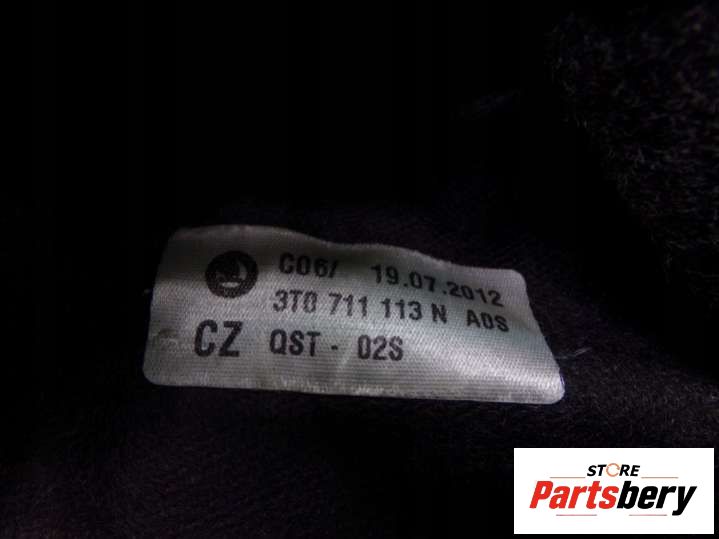 C06/ 19.07.2012
3T0 711 113 N A0S
CZ QST - 02S
STORE
Partsbery